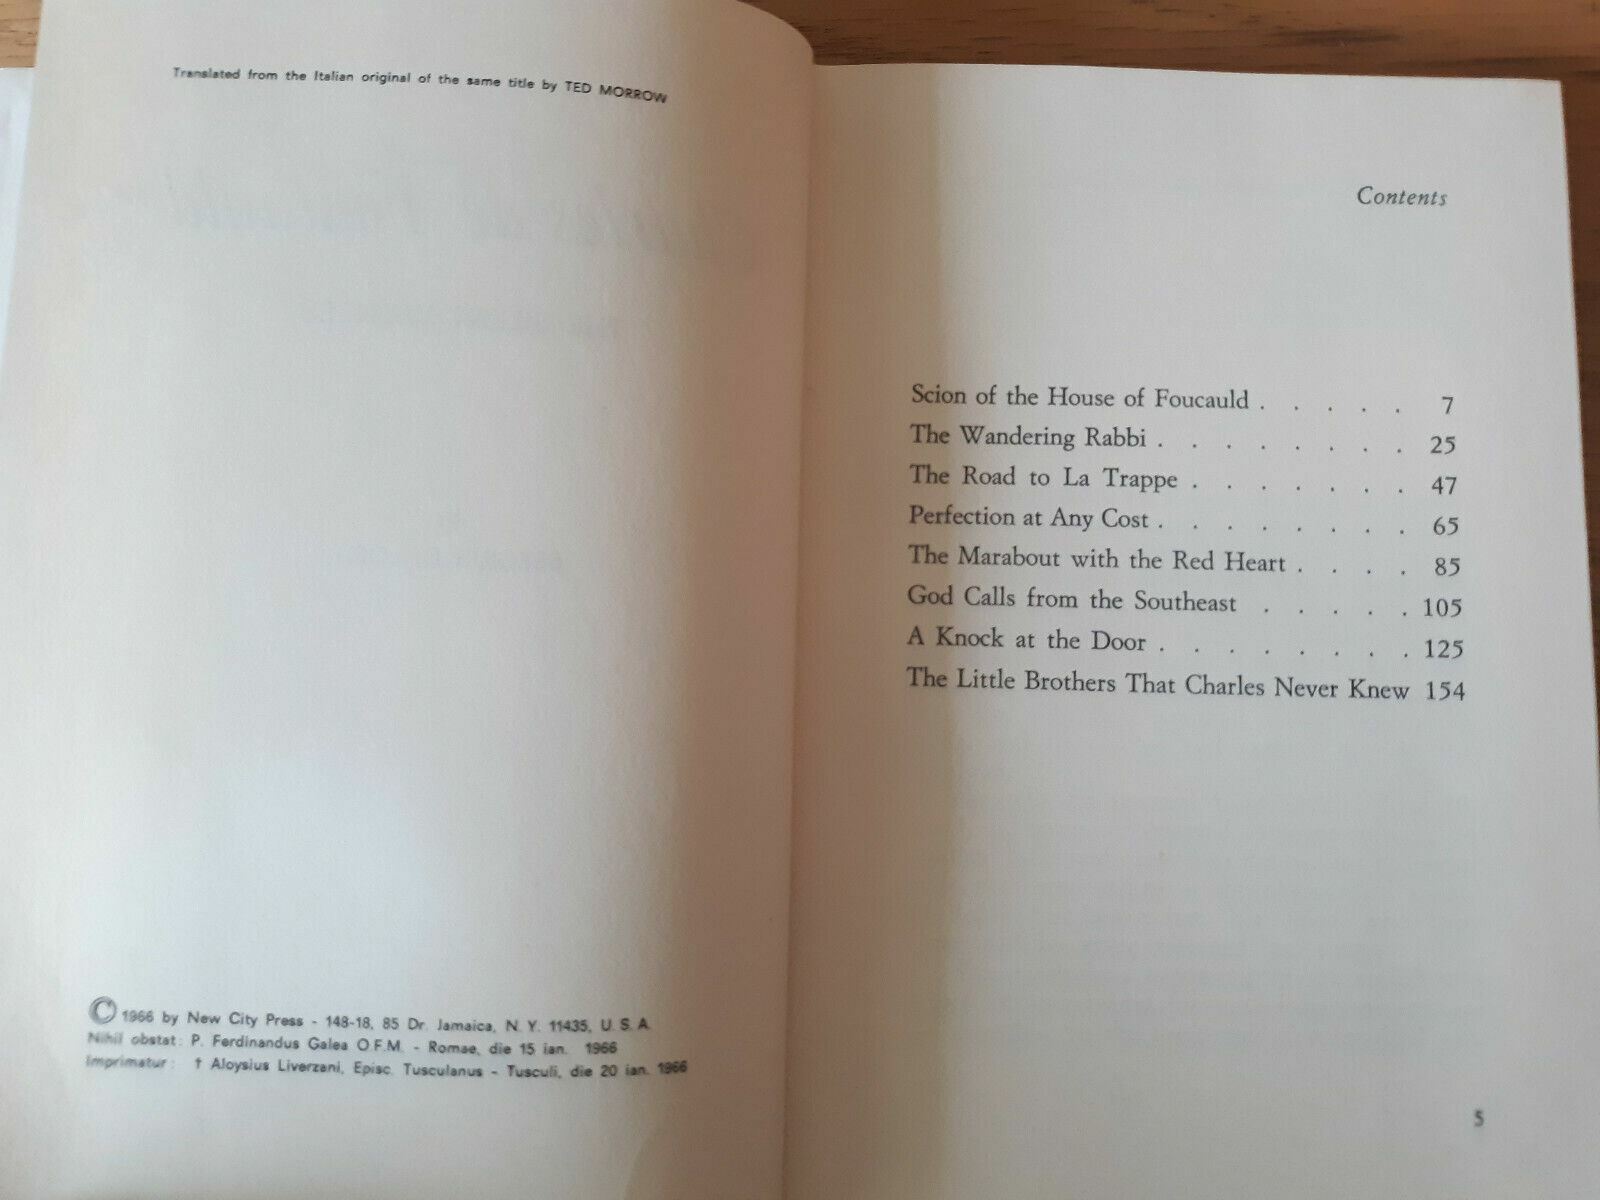 Translated from the Italian original of the same title by TED MORROW
© 1966 by New City Press - 148-18, 85 Dr. Jamaica, N. Y. 11435, U. S. A.
Nihil obstat: P. Ferdinandus Galea O.F.M. - Romae, die 15 ian. 1966
Imprimatur: † Aloysius Liverzani, Episc. Tusculanus - Tusculi, die 20 ian. 1966
Contents
Scion of the House of Foucauld . . . . . 7
The Wandering Rabbi . . . . . . . . 25
The Road to La Trappe . . . . . . . 47
Perfection at Any Cost . . . . . . . . 65
The Marabout with the Red Heart . . . . 85
God Calls from the Southeast . . . . . 105
A Knock at the Door . . . . . . . . 125
The Little Brothers That Charles Never Knew 154
5